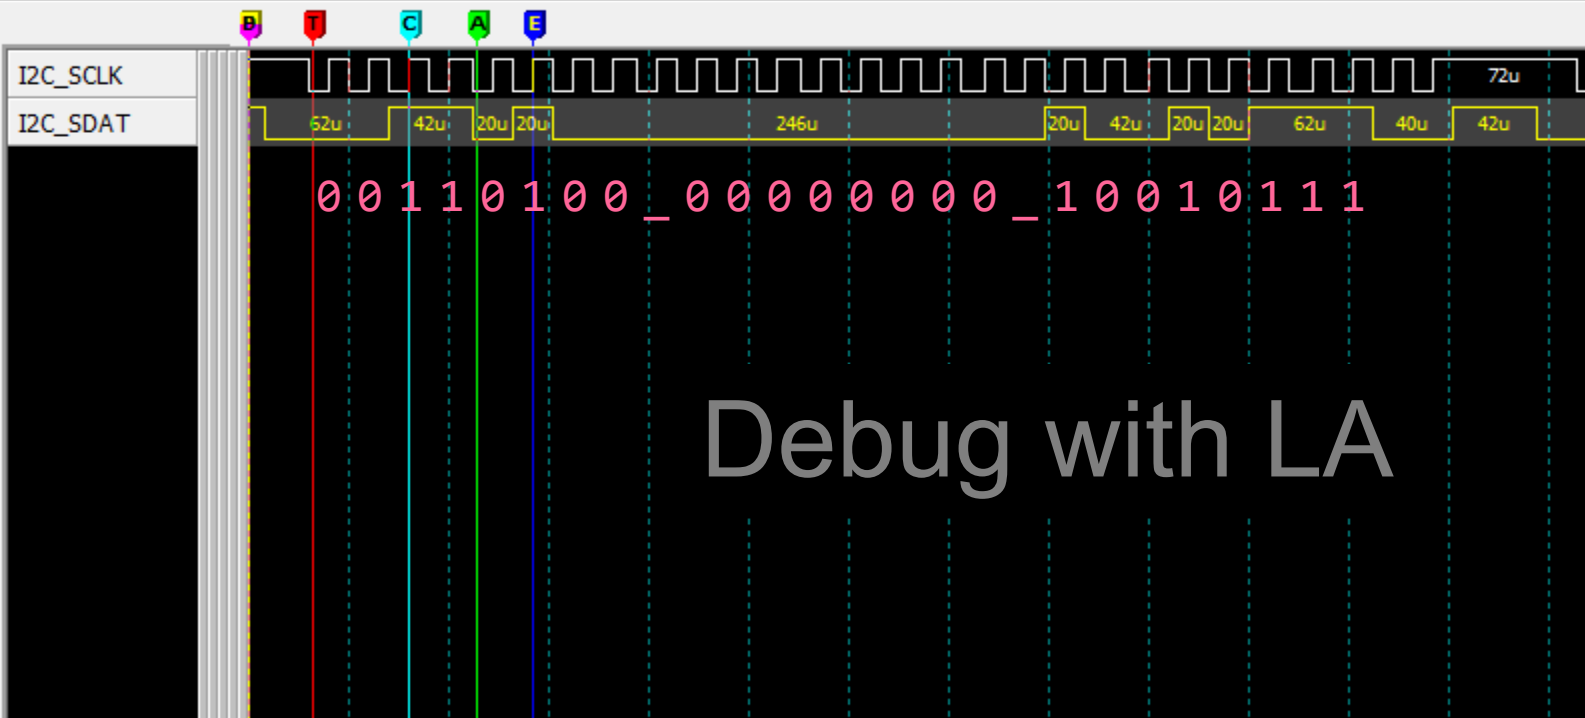 B T C A E
I2C_SCLK 72u
I2C_SDAT 62u 42u 20u 20u 246u 20u 42u 20u 20u 62u 40u 42u
00110100_00000000_10010111
Debug with LA